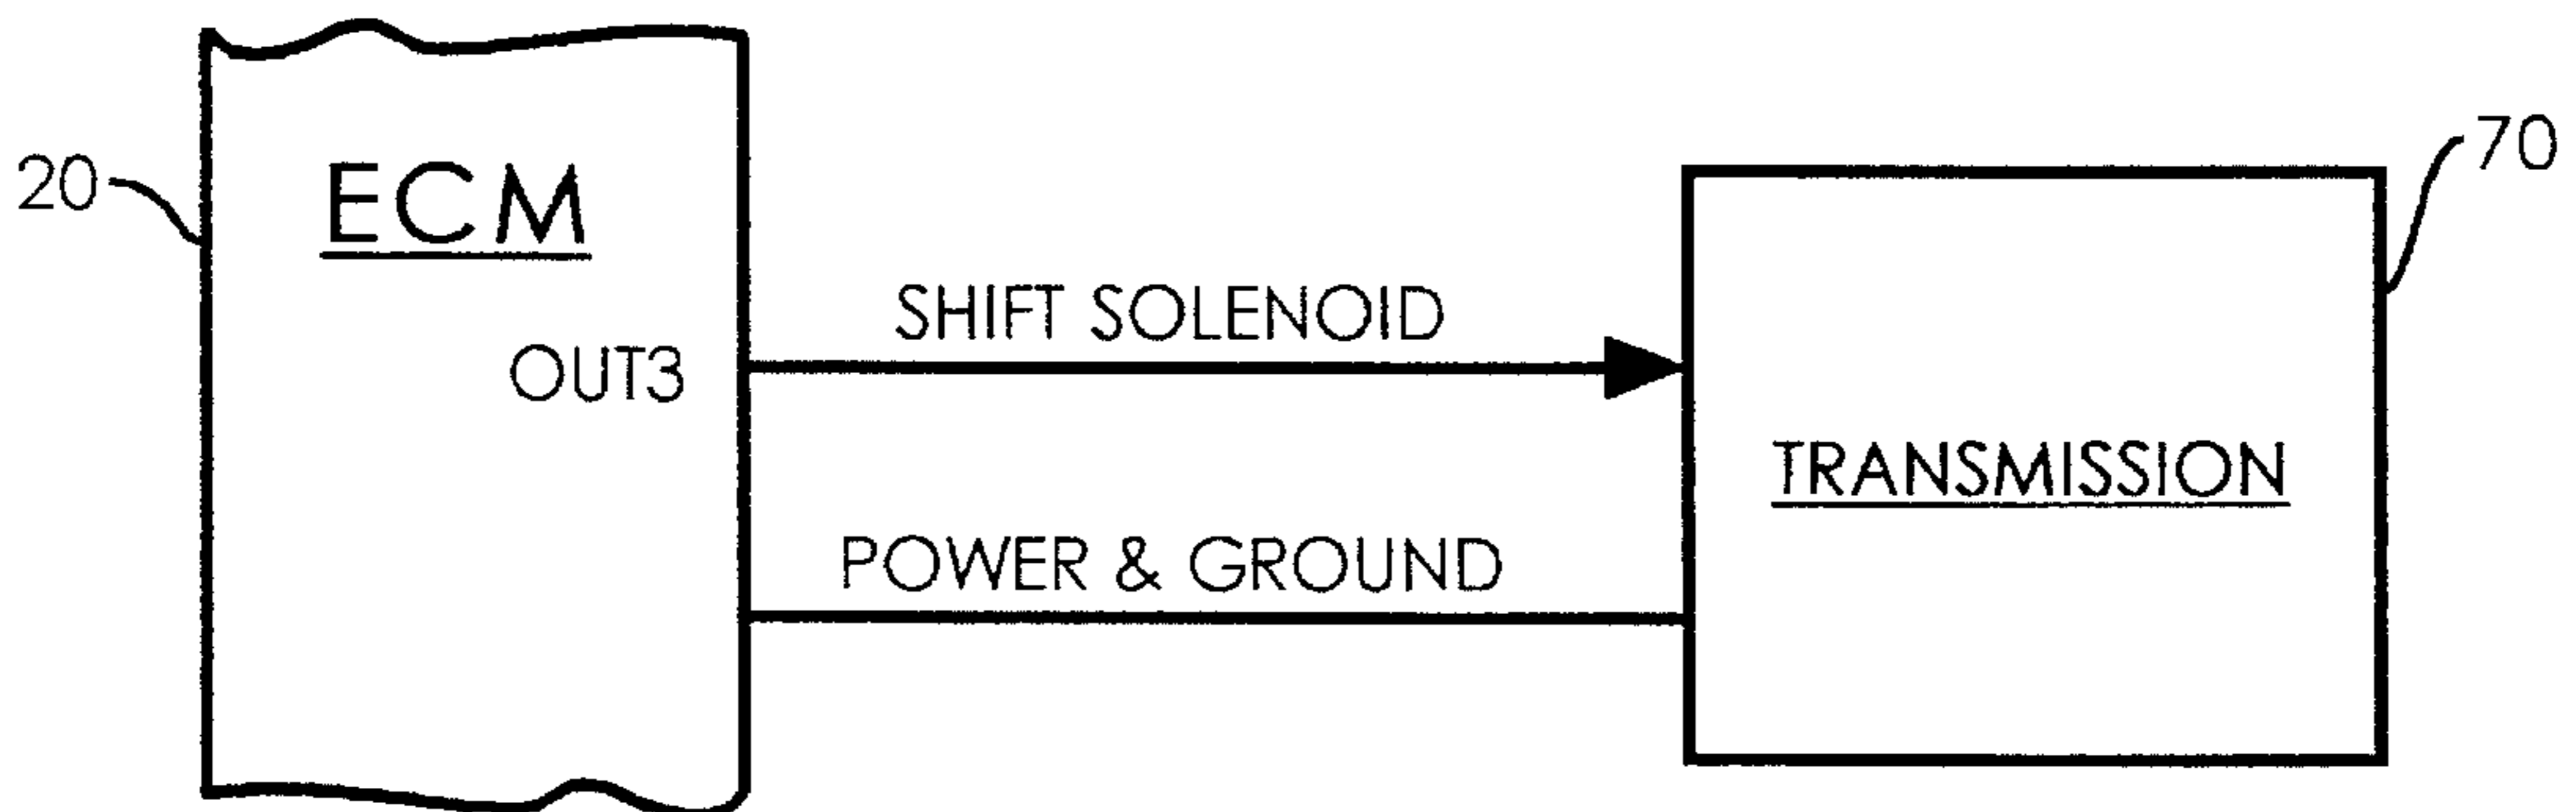 20
ECM
OUT3
SHIFT SOLENOID
POWER & GROUND
TRANSMISSION
70